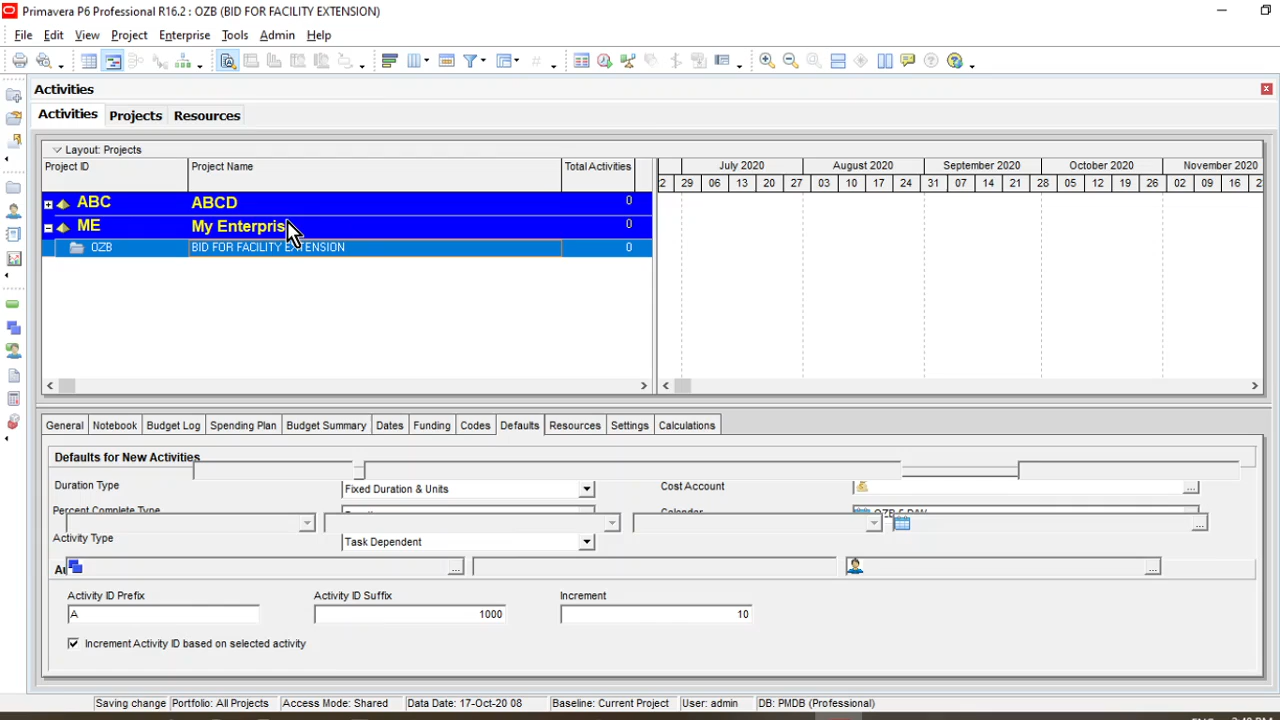 Primavera P6 Professional R16.2 : OZB (BID FOR FACILITY EXTENSION)
File Edit View Project Enterprise Tools Admin Help
Activities
Activities Projects Resources
Layout: Projects
Project ID Project Name Total Activities
July 2020 August 2020 September 2020 October 2020 November 2020
29 06 13 20 27 03 10 17 24 31 07 14 21 28 05 12 19 26 02 09 16
ABC ABCD 0
ME My Enterpris 0
OZB BID FOR FACILITY EXTENSION 0
General Notebook Budget Log Spending Plan Budget Summary Dates Funding Codes Defaults Resources Settings Calculations
Defaults for New Activities
Duration Type Fixed Duration & Units Cost Account
Percent Complete Type Calendar OZB 5 DAY
Activity Type Task Dependent
Activity ID Prefix Activity ID Suffix Increment
A 1000 10
Increment Activity ID based on selected activity
Saving change Portfolio: All Projects Access Mode: Shared Data Date: 17-Oct-20 08 Baseline: Current Project User: admin DB: PMDB (Professional)